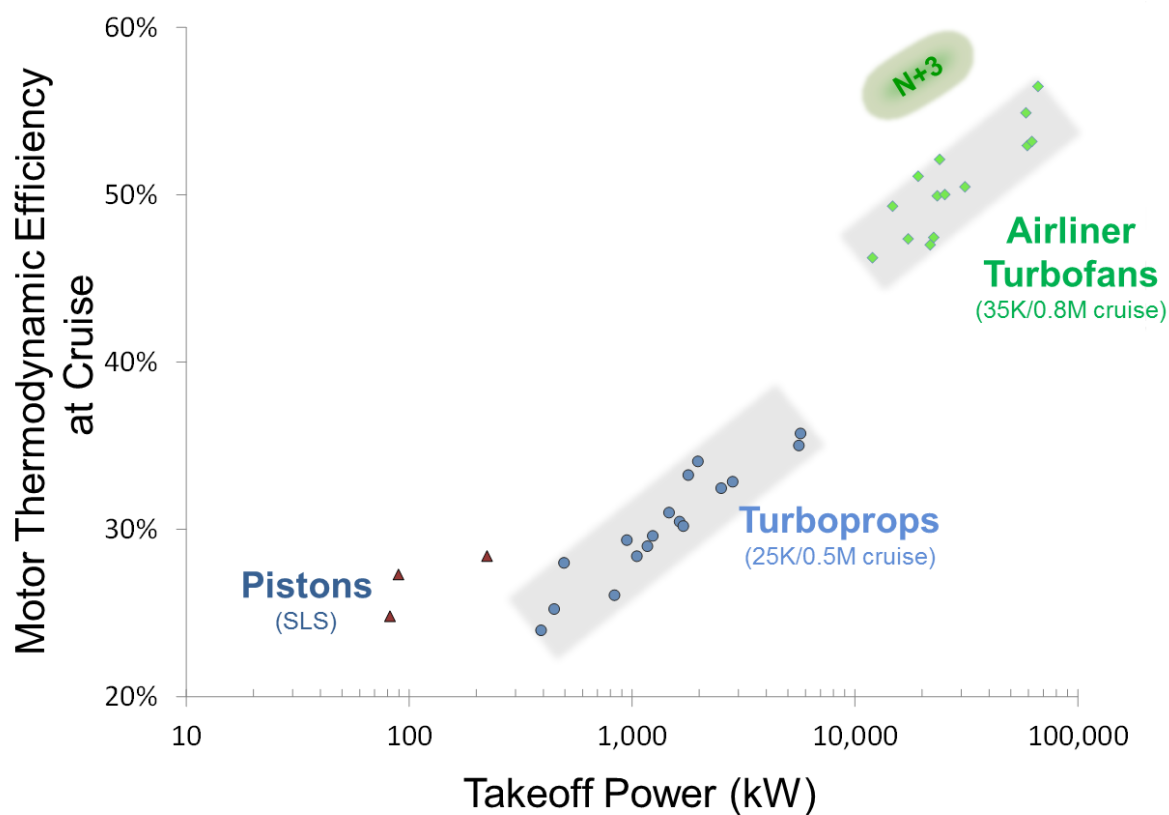 Motor Thermodynamic Efficiency
at Cruise
60%
50%
40%
30%
20%
N+3
Airliner
Turbofans
(35K/0.8M cruise)
Turboprops
(25K/0.5M cruise)
Pistons
(SLS)
10
100
1,000
10,000
100,000
Takeoff Power (kW)